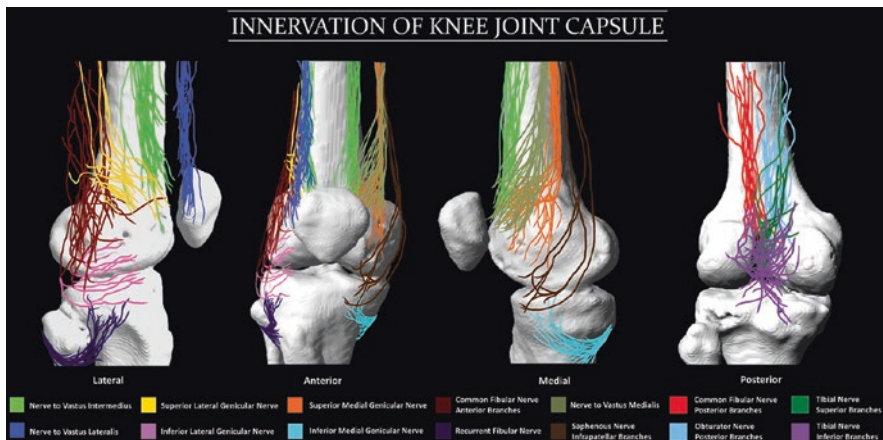 INNERVATION OF KNEE JOINT CAPSULE
Lateral
Anterior
Medial
Posterior
Nerve to Vastus Intermedius
Superior Lateral Genicular Nerve
Superior Medial Genicular Nerve
Common Fibular Nerve
Anterior Branches
Nerve to Vastus Medialis
Common Fibular Nerve
Posterior Branches
Tibial Nerve
Superior Branches
Nerve to Vastus Lateralis
Inferior Lateral Genicular Nerve
Inferior Medial Genicular Nerve
Recurrent Fibular Nerve
Saphenous Nerve
Infrapatellar Branches
Obturater Nerve
Posterior Branches
Tibial Nerve
Inferior Branches